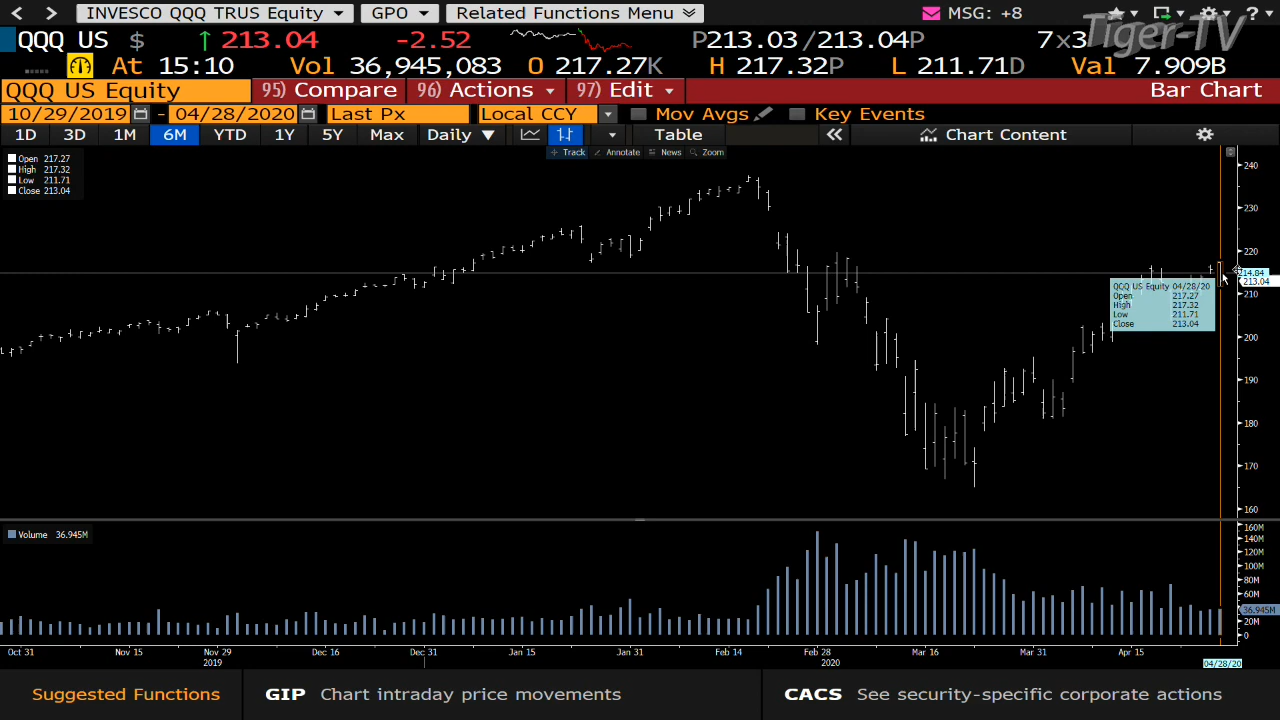 INVESCO QQQ TRUS Equity GPO Related Functions Menu MSG: +8 ?
Tiger-TV
QQQ US $ ↑ 213.04 -2.52 P213.03/213.04P 7x3
At 15:10 Vol 36,945,083 O 217.27K H 217.32P L 211.71D Val 7.909B
QQQ US Equity 95) Compare 96) Actions 97) Edit Bar Chart
10/29/2019 - 04/28/2020 Last Px Local CCY Mov Avgs Key Events
1D 3D 1M 6M YTD 1Y 5Y Max Daily ▼ Table « Chart Content
Track Annotate News Zoom
Open 217.27
High 217.32
Low 211.71
Close 213.04
240
230
220
214.84
213.04
210
200
190
180
170
160
QQQ US Equity 04/28/20
Open 217.27
High 217.32
Low 211.71
Close 213.04
Volume 36.945M
160M
140M
120M
100M
80M
60M
36.945M
20M
0
Oct 31 Nov 15 Nov 29 Dec 16 Dec 31 Jan 15 Jan 31 Feb 14 Feb 28 Mar 16 Mar 31 Apr 15
2019 2020 04/28/20
Suggested Functions GIP Chart intraday price movements CACS See security-specific corporate actions